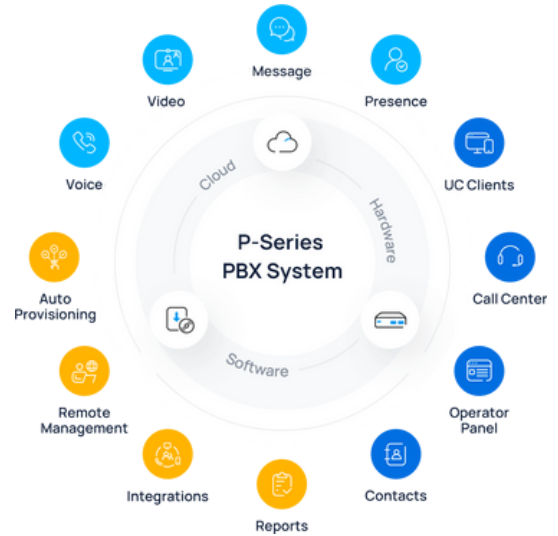 Message
Video
Presence
Voice
UC Clients
Cloud
Hardware
P-Series
PBX System
Auto
Provisioning
Call Center
Software
Remote
Management
Operator
Panel
Integrations
Contacts
Reports